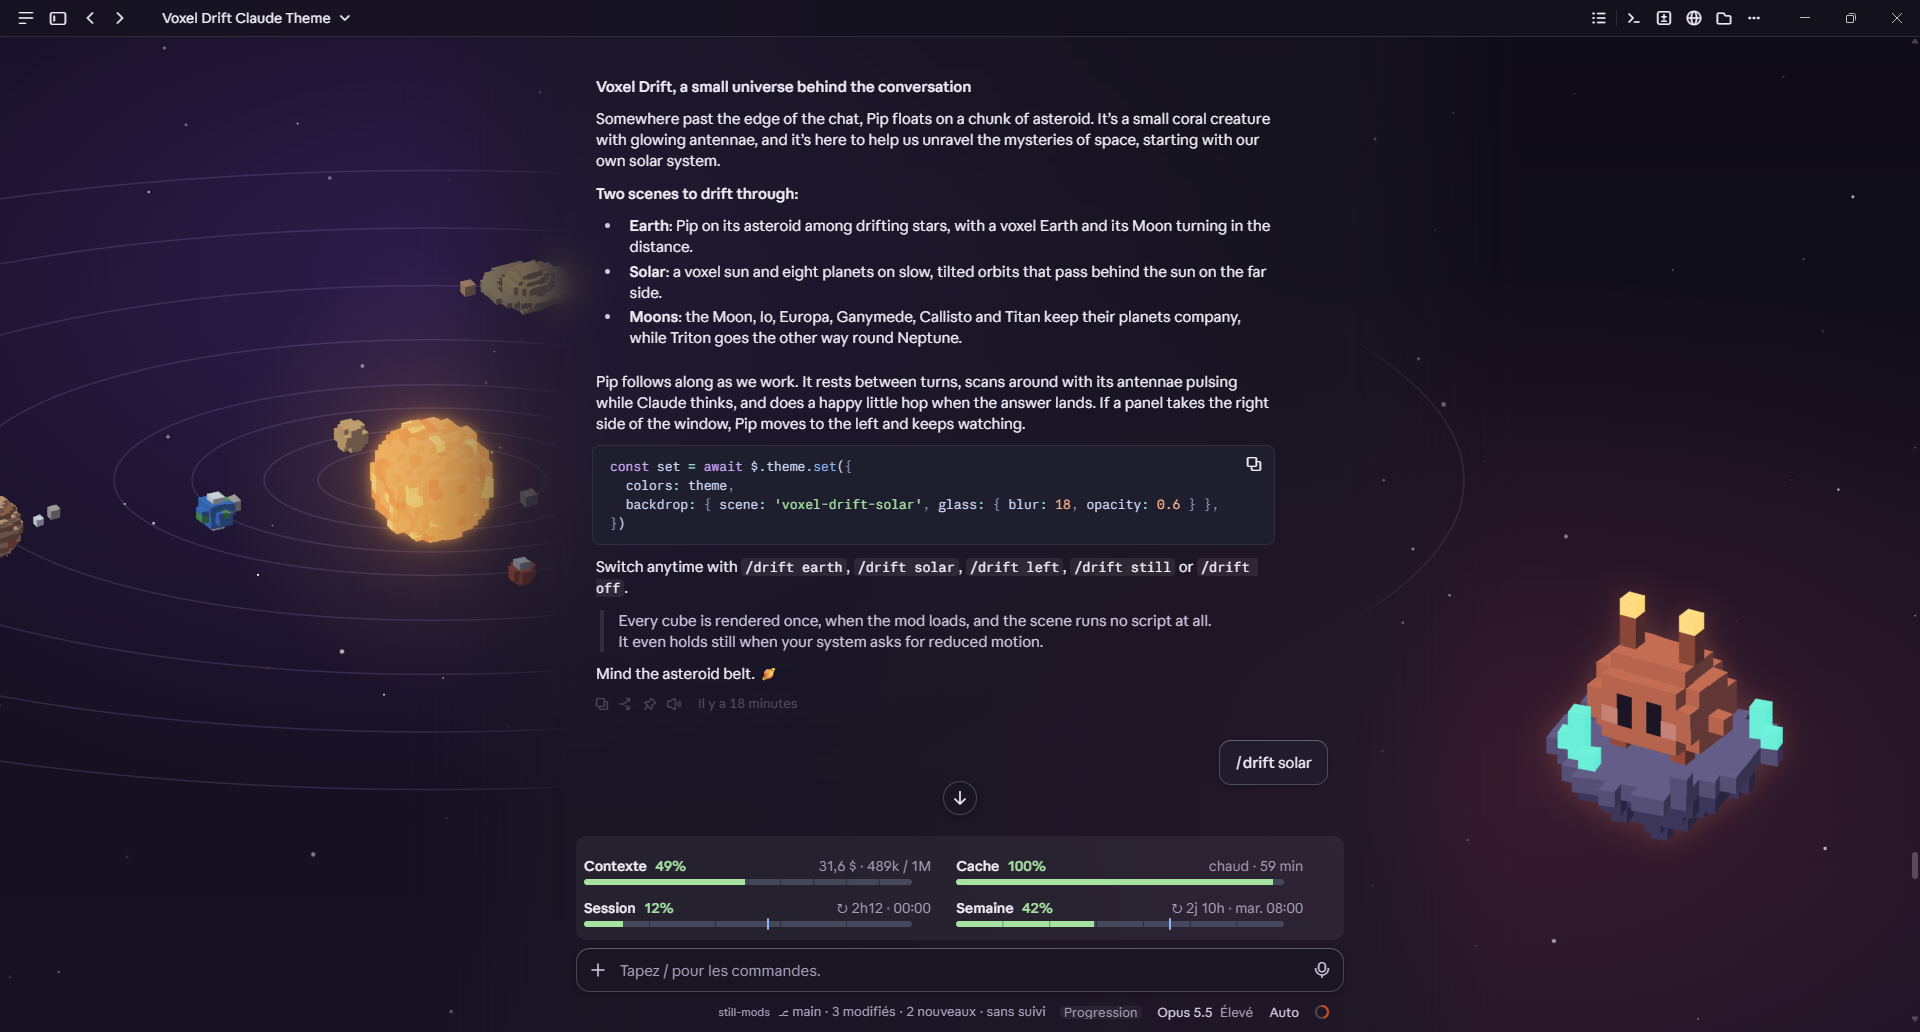 Voxel Drift Claude Theme
Voxel Drift, a small universe behind the conversation
Somewhere past the edge of the chat, Pip floats on a chunk of asteroid. It’s a small coral creature
with glowing antennae, and it’s here to help us unravel the mysteries of space, starting with our
own solar system.
Two scenes to drift through:
• Earth: Pip on its asteroid among drifting stars, with a voxel Earth and its Moon turning in the
distance.
• Solar: a voxel sun and eight planets on slow, tilted orbits that pass behind the sun on the far
side.
• Moons: the Moon, Io, Europa, Ganymede, Callisto and Titan keep their planets company,
while Triton goes the other way round Neptune.
Pip follows along as we work. It rests between turns, scans around with its antennae pulsing
while Claude thinks, and does a happy little hop when the answer lands. If a panel takes the right
side of the window, Pip moves to the left and keeps watching.
const set = await $.theme.set({
  colors: theme,
  backdrop: { scene: 'voxel-drift-solar', glass: { blur: 18, opacity: 0.6 } },
})
Switch anytime with /drift earth, /drift solar, /drift left, /drift still or /drift
off.
Every cube is rendered once, when the mod loads, and the scene runs no script at all.
It even holds still when your system asks for reduced motion.
Mind the asteroid belt. 🪐
Il y a 18 minutes
/drift solar
Contexte 49% 31,6 $ · 489k / 1M
Cache 100% chaud · 59 min
Session 12% ↻ 2h12 · 00:00
Semaine 42% ↻ 2j 10h · mar. 08:00
Tapez / pour les commandes.
still-mods main · 3 modifiés · 2 nouveaux · sans suivi Progression Opus 5.5 Élevé Auto